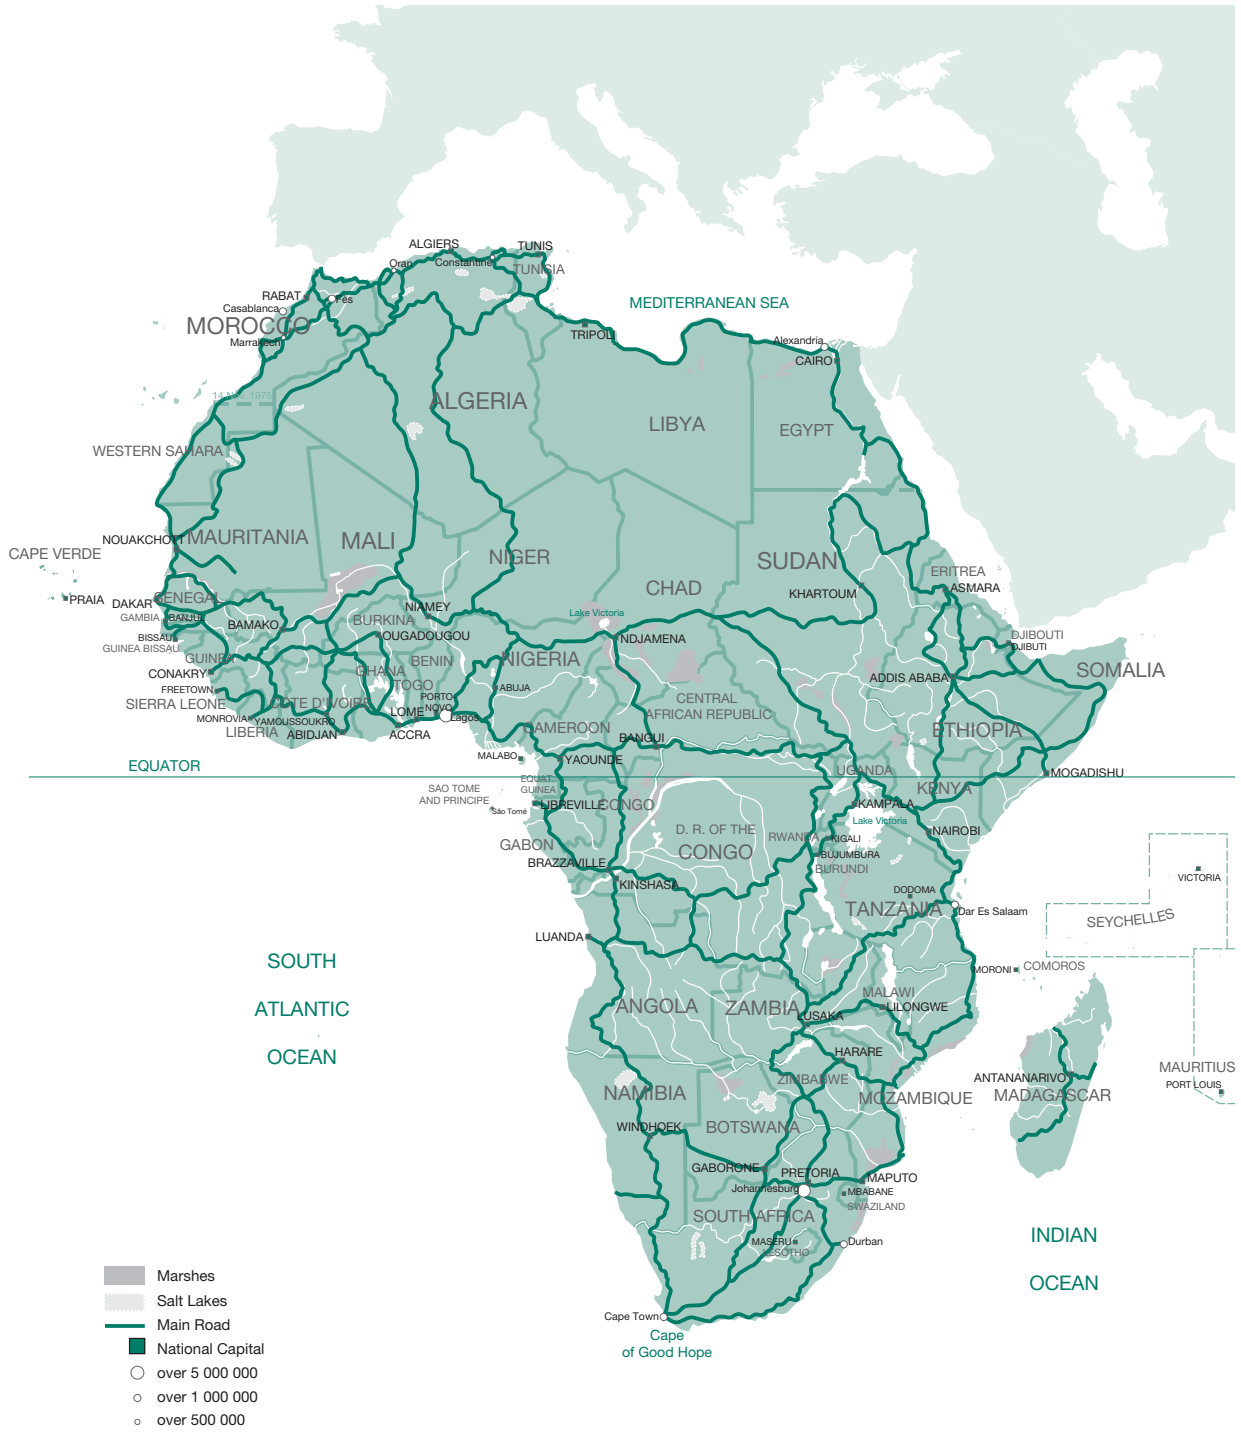 ALGIERS
TUNIS
Oran
Constantine
TUNISIA
RABAT
Fes
Casablanca
MOROCCO
Marrakech
MEDITERRANEAN SEA
TRIPOLI
Alexandria
CAIRO
14 Nov. 1975
ALGERIA
LIBYA
EGYPT
WESTERN SAHARA
NOUAKCHOTT
MAURITANIA
MALI
NIGER
CHAD
SUDAN
CAPE VERDE
PRAIA
ERITREA
ASMARA
KHARTOUM
DAKAR
SENEGAL
GAMBIA
BANJUL
BAMAKO
NIAMEY
BURKINA
OUGADOUGOU
Lake Victoria
NDJAMENA
BISSAU
GUINEA BISSAU
GUINEA
DJIBOUTI
DJIBUTI
CONAKRY
GHANA
BENIN
TOGO
NIGERIA
ABUJA
ADDIS ABABA
SOMALIA
FREETOWN
SIERRA LEONE
COTE D'IVOIRE
PORTO
NOVO
LOME
Lagos
CENTRAL
AFRICAN REPUBLIC
MONROVIA
YAMOUSSOUKRO
LIBERIA
ABIDJAN
ACCRA
CAMEROON
BANGUI
ETHIOPIA
MALABO
YAOUNDE
EQUATOR
UGANDA
MOGADISHU
EQUAT.
GUINEA
KENYA
SAO TOME
AND PRINCIPE
São Tomé
LIBREVILLE
CONGO
KAMPALA
Lake Victoria
NAIROBI
D. R. OF THE
CONGO
RWANDA
KIGALI
GABON
BRAZZAVILLE
BUJUMBURA
BURUNDI
KINSHASA
DODOMA
TANZANIA
Dar Es Salaam
VICTORIA
SEYCHELLES
LUANDA
SOUTH
ATLANTIC
OCEAN
MORONI
COMOROS
ANGOLA
ZAMBIA
MALAWI
LILONGWE
LUSAKA
HARARE
ZIMBABWE
NAMIBIA
MOZAMBIQUE
ANTANANARIVO
MADAGASCAR
MAURITIUS
PORT LOUIS
WINDHOEK
BOTSWANA
GABORONE
PRETORIA
Johannesburg
MAPUTO
MBABANE
SWAZILAND
SOUTH AFRICA
MASERU
LESOTHO
Durban
INDIAN
OCEAN
Cape Town
Cape
of Good Hope
Marshes
Salt Lakes
Main Road
National Capital
over 5 000 000
over 1 000 000
over 500 000